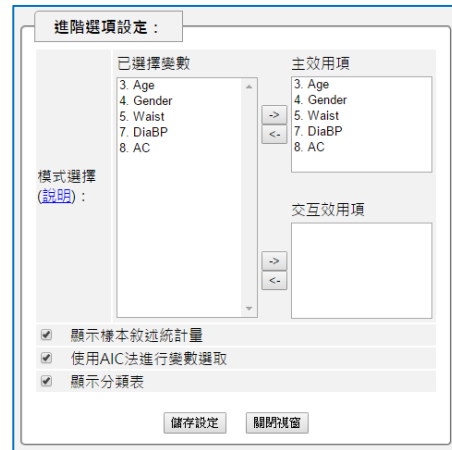 進階選項設定：
已選擇變數
主效用項
3. Age
4. Gender
5. Waist
7. DiaBP
8. AC
->
<-
3. Age
4. Gender
5. Waist
7. DiaBP
8. AC
模式選擇
(說明)：
交互效用項
->
<-
顯示樣本敘述統計量
使用AIC法進行變數選取
顯示分類表
儲存設定
關閉視窗